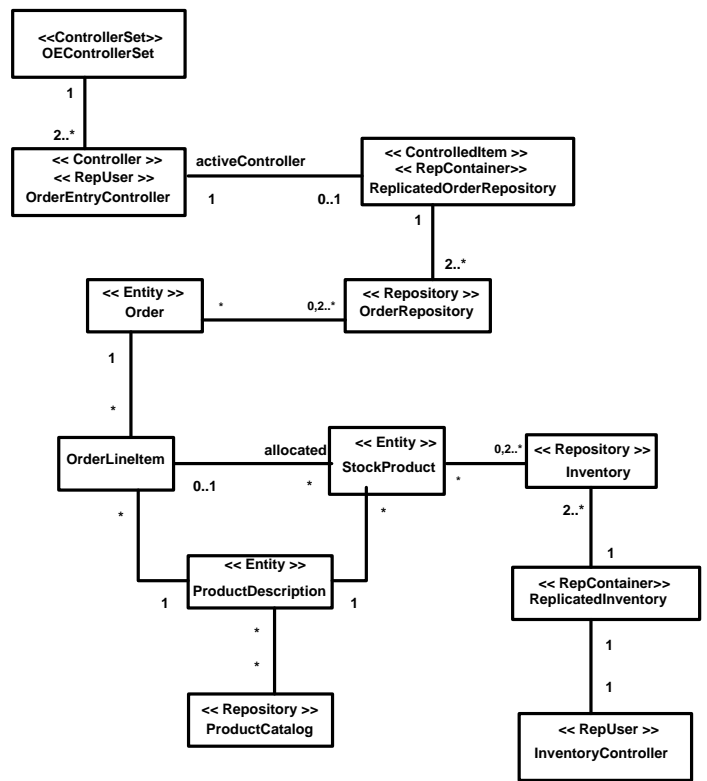 <<ControllerSet>>
OEControllerSet
1
2..*
<< Controller >>
<< RepUser >>
OrderEntryController
activeController
1
0..1
<< ControlledItem >>
<< RepContainer>>
ReplicatedOrderRepository
1
2..*
<< Entity >>
Order
*
0,2..*
<< Repository >>
OrderRepository
1
*
OrderLineItem
allocated
0..1
*
<< Entity >>
StockProduct
0,2..*
*
<< Repository >>
Inventory
*
*
2..*
1
<< Entity >>
ProductDescription
1
1
<< RepContainer>>
ReplicatedInventory
*
*
1
1
<< Repository >>
ProductCatalog
<< RepUser >>
InventoryController